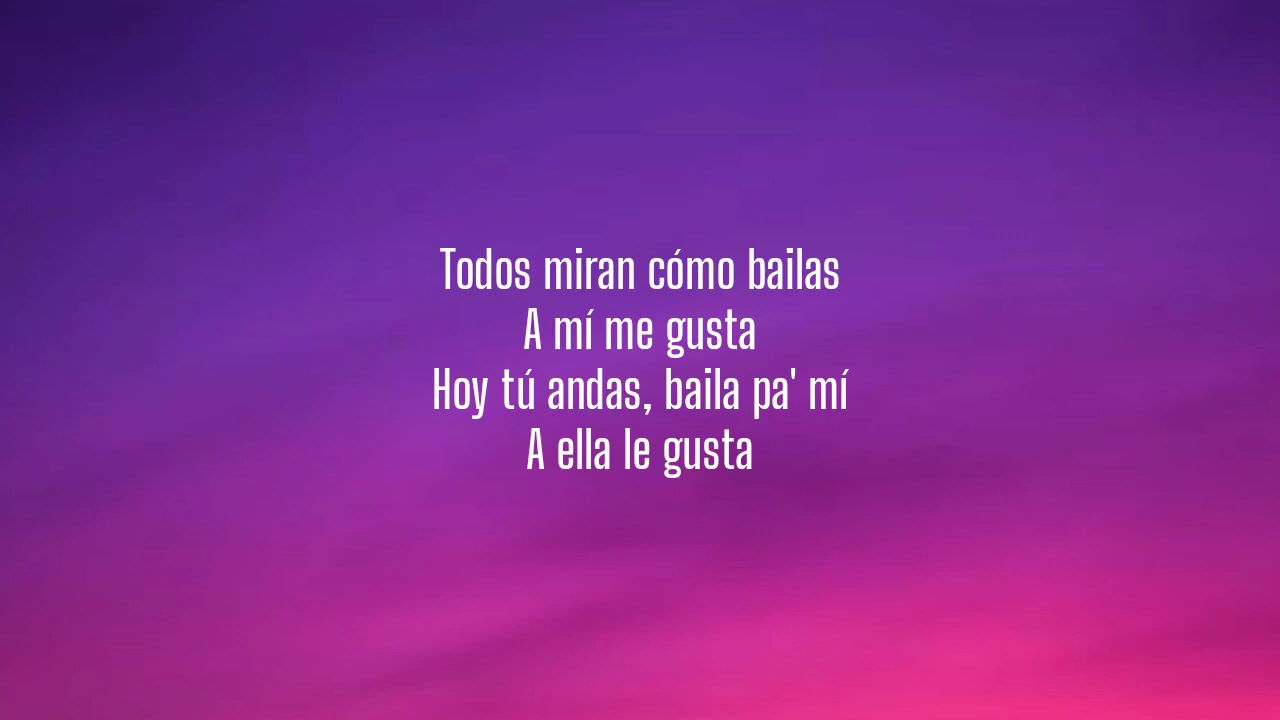 Todos miran cómo bailas
A mí me gusta
Hoy tú andas, baila pa' mí
A ella le gusta